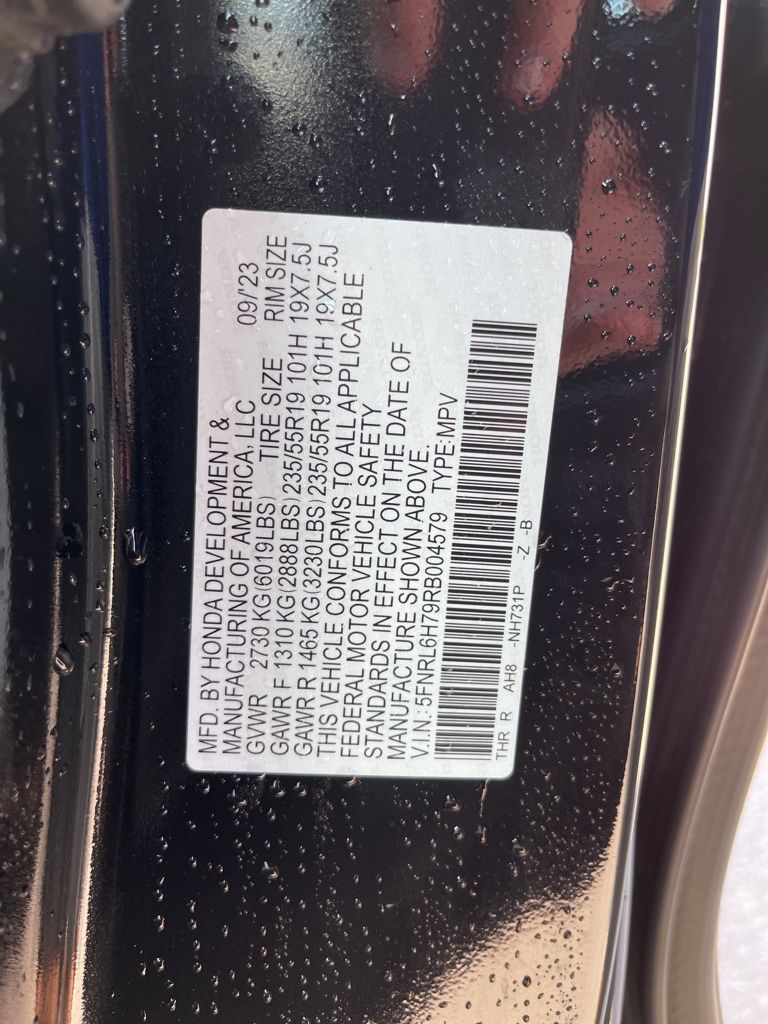 MFD. BY HONDA DEVELOPMENT &
MANUFACTURING OF AMERICA, LLC 09/'23
GVWR 2730 KG(6019LBS) TIRE SIZE RIM SIZE
GAWR F 1310 KG(2888LBS)235/55R19 101H 19X7.5J
GAWR R 1465 KG(3230LBS)235/55R19 101H 19X7.5J
THIS VEHICLE CONFORMS TO ALL APPLICABLE
FEDERAL MOTOR VEHICLE SAFETY
STANDARDS IN EFFECT ON THE DATE OF
MANUFACTURE SHOWN ABOVE.
V.I.N.:5FNRL6H79RB004579 TYPE:MPV
THR R AH8 -NH731P -Z -B